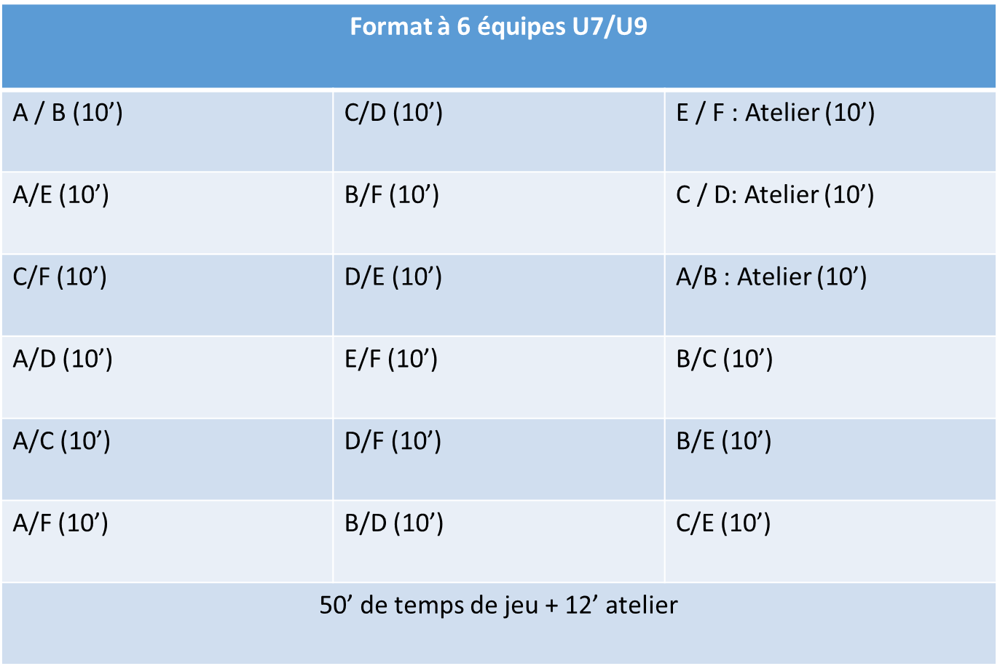 Format à 6 équipes U7/U9
A / B (10’)
C/D (10’)
E / F : Atelier (10’)
A/E (10’)
B/F (10’)
C / D: Atelier (10’)
C/F (10’)
D/E (10’)
A/B : Atelier (10’)
A/D (10’)
E/F (10’)
B/C (10’)
A/C (10’)
D/F (10’)
B/E (10’)
A/F (10’)
B/D (10’)
C/E (10’)
50’ de temps de jeu + 12’ atelier